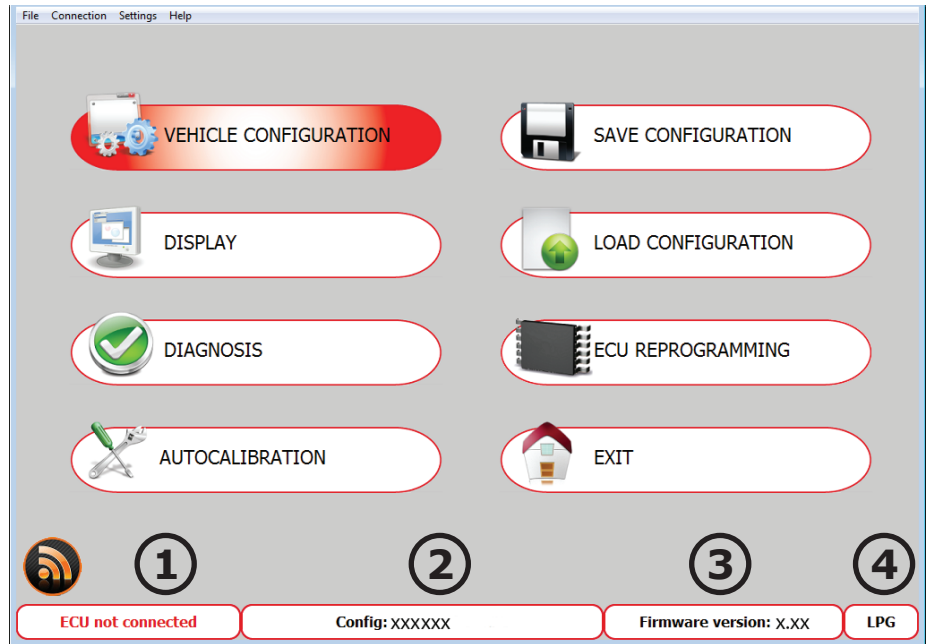 File Connection Settings Help
VEHICLE CONFIGURATION
SAVE CONFIGURATION
DISPLAY
LOAD CONFIGURATION
DIAGNOSIS
ECU REPROGRAMMING
AUTOCALIBRATION
EXIT
1
2
3
4
ECU not connected
Config: XXXXXX
Firmware version: X.XX
LPG